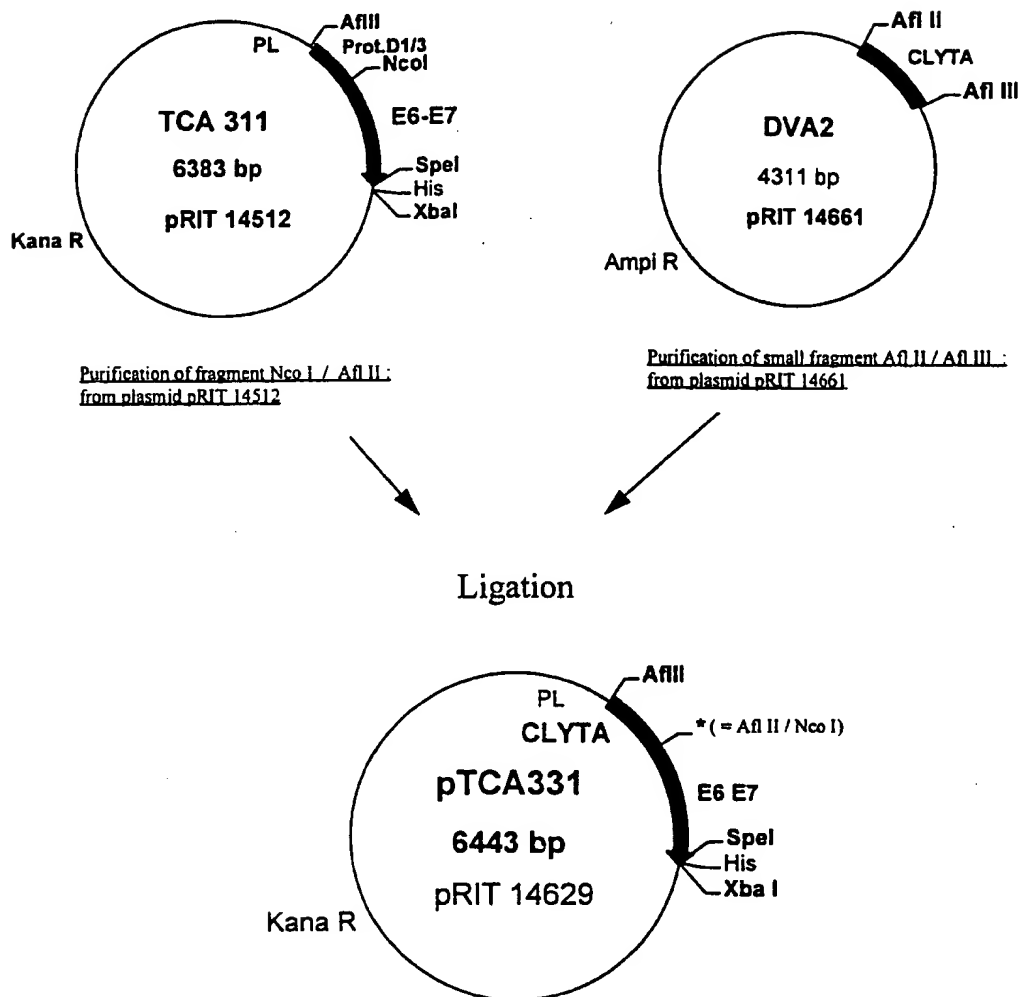 AflII
PL
Prot.D1/3
NcoI
E6-E7
TCA 311
6383 bp
SpeI
His
pRIT 14512
XbaI
Kana R
Afl II
CLYTA
Afl III
DVA2
4311 bp
pRIT 14661
Ampi R
Purification of fragment Nco I / Afl II :
from plasmid pRIT 14512
Purification of small fragment Afl II / Afl III :
from plasmid pRIT 14661
Ligation
AflII
PL
CLYTA
* ( = Afl II / Nco I)
pTCA331
E6 E7
6443 bp
SpeI
His
pRIT 14629
Xba I
Kana R